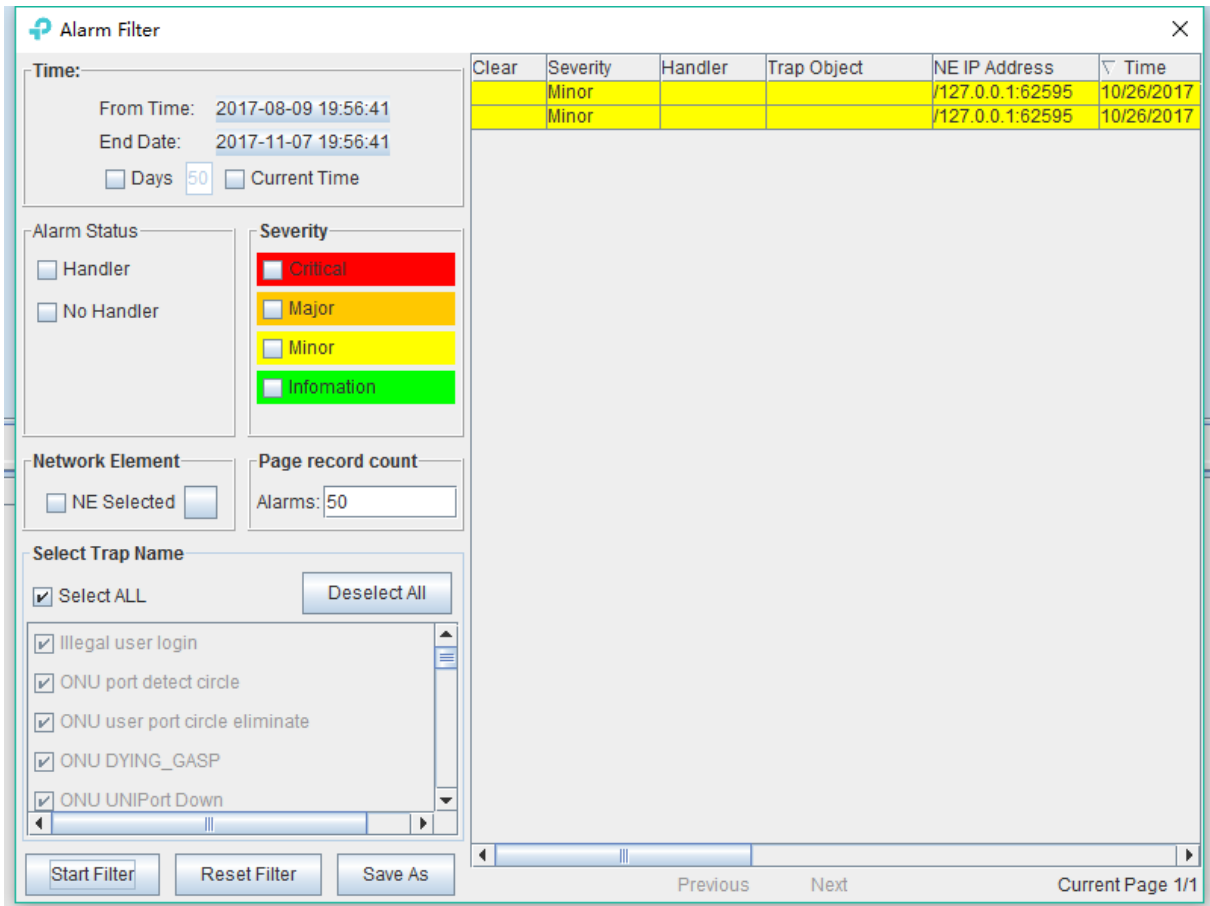 Alarm Filter
Time:
From Time: 2017-08-09 19:56:41
End Date: 2017-11-07 19:56:41
Days 50 Current Time
Alarm Status
Handler
No Handler
Severity
Critical
Major
Minor
Infomation
Network Element
NE Selected
Page record count
Alarms: 50
Select Trap Name
Select ALL Deselect All
Illegal user login
ONU port detect circle
ONU user port circle eliminate
ONU DYING_GASP
ONU UNIPort Down
Start Filter Reset Filter Save As
Clear Severity Handler Trap Object NE IP Address Time
Minor /127.0.0.1:62595 10/26/2017
Minor /127.0.0.1:62595 10/26/2017
Previous Next Current Page 1/1